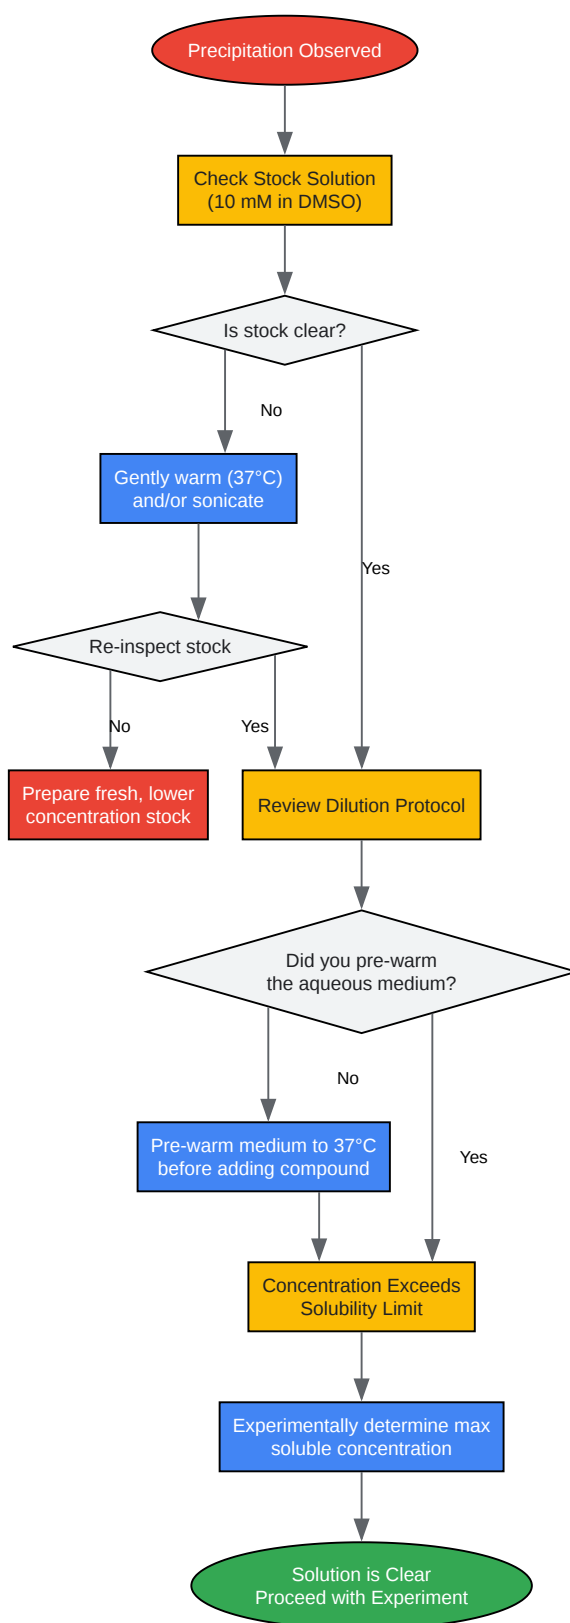 Precipitation Observed
Check Stock Solution
(10 mM in DMSO)
Is stock clear?
No
Gently warm (37°C)
and/or sonicate
Yes
Re-inspect stock
No
Yes
Prepare fresh, lower
concentration stock
Review Dilution Protocol
Did you pre-warm
the aqueous medium?
No
Pre-warm medium to 37°C
before adding compound
Yes
Concentration Exceeds
Solubility Limit
Experimentally determine max
soluble concentration
Solution is Clear
Proceed with Experiment